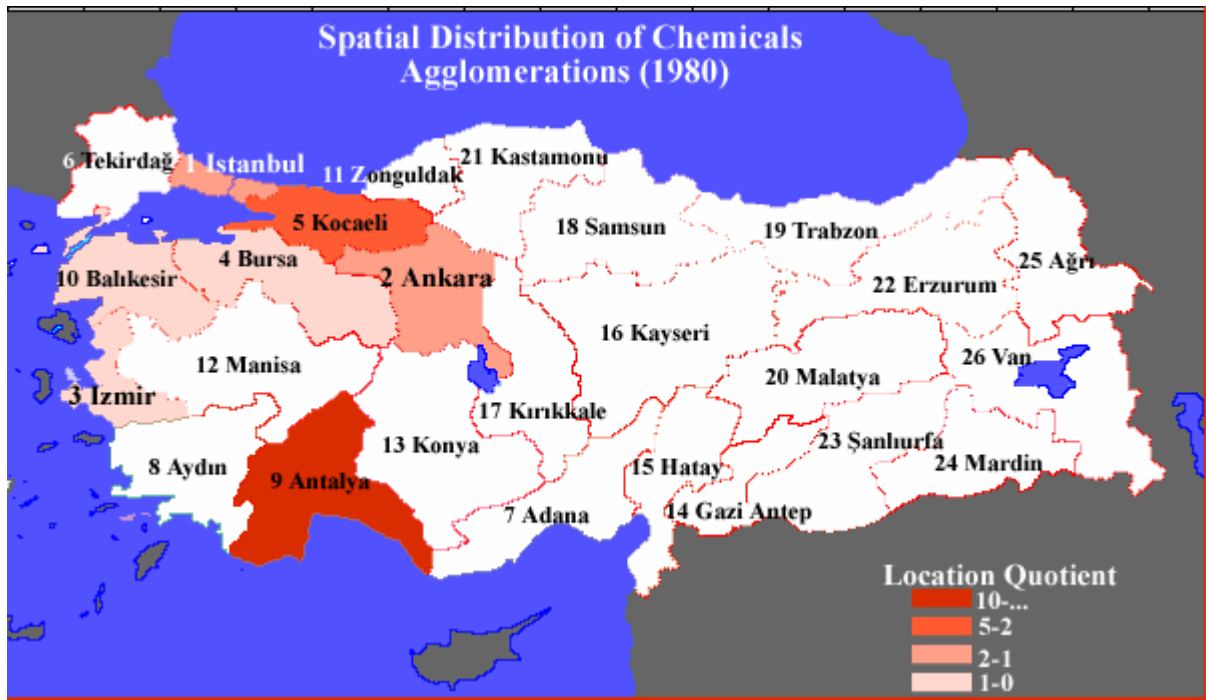 Spatial Distribution of Chemicals
Agglomerations (1980)
6 Tekirdağ
1 Istanbul
11 Zonguldak
21 Kastamonu
5 Kocaeli
18 Samsun
19 Trabzon
25 Ağrı
10 Balıkesir
4 Bursa
2 Ankara
22 Erzurum
16 Kayseri
12 Manisa
20 Malatya
26 Van
3 Izmir
17 Kırıkkale
13 Konya
23 Şanlıurfa
8 Aydın
9 Antalya
15 Hatay
24 Mardin
7 Adana
14 Gazi Antep
Location Quotient
10-...
5-2
2-1
1-0